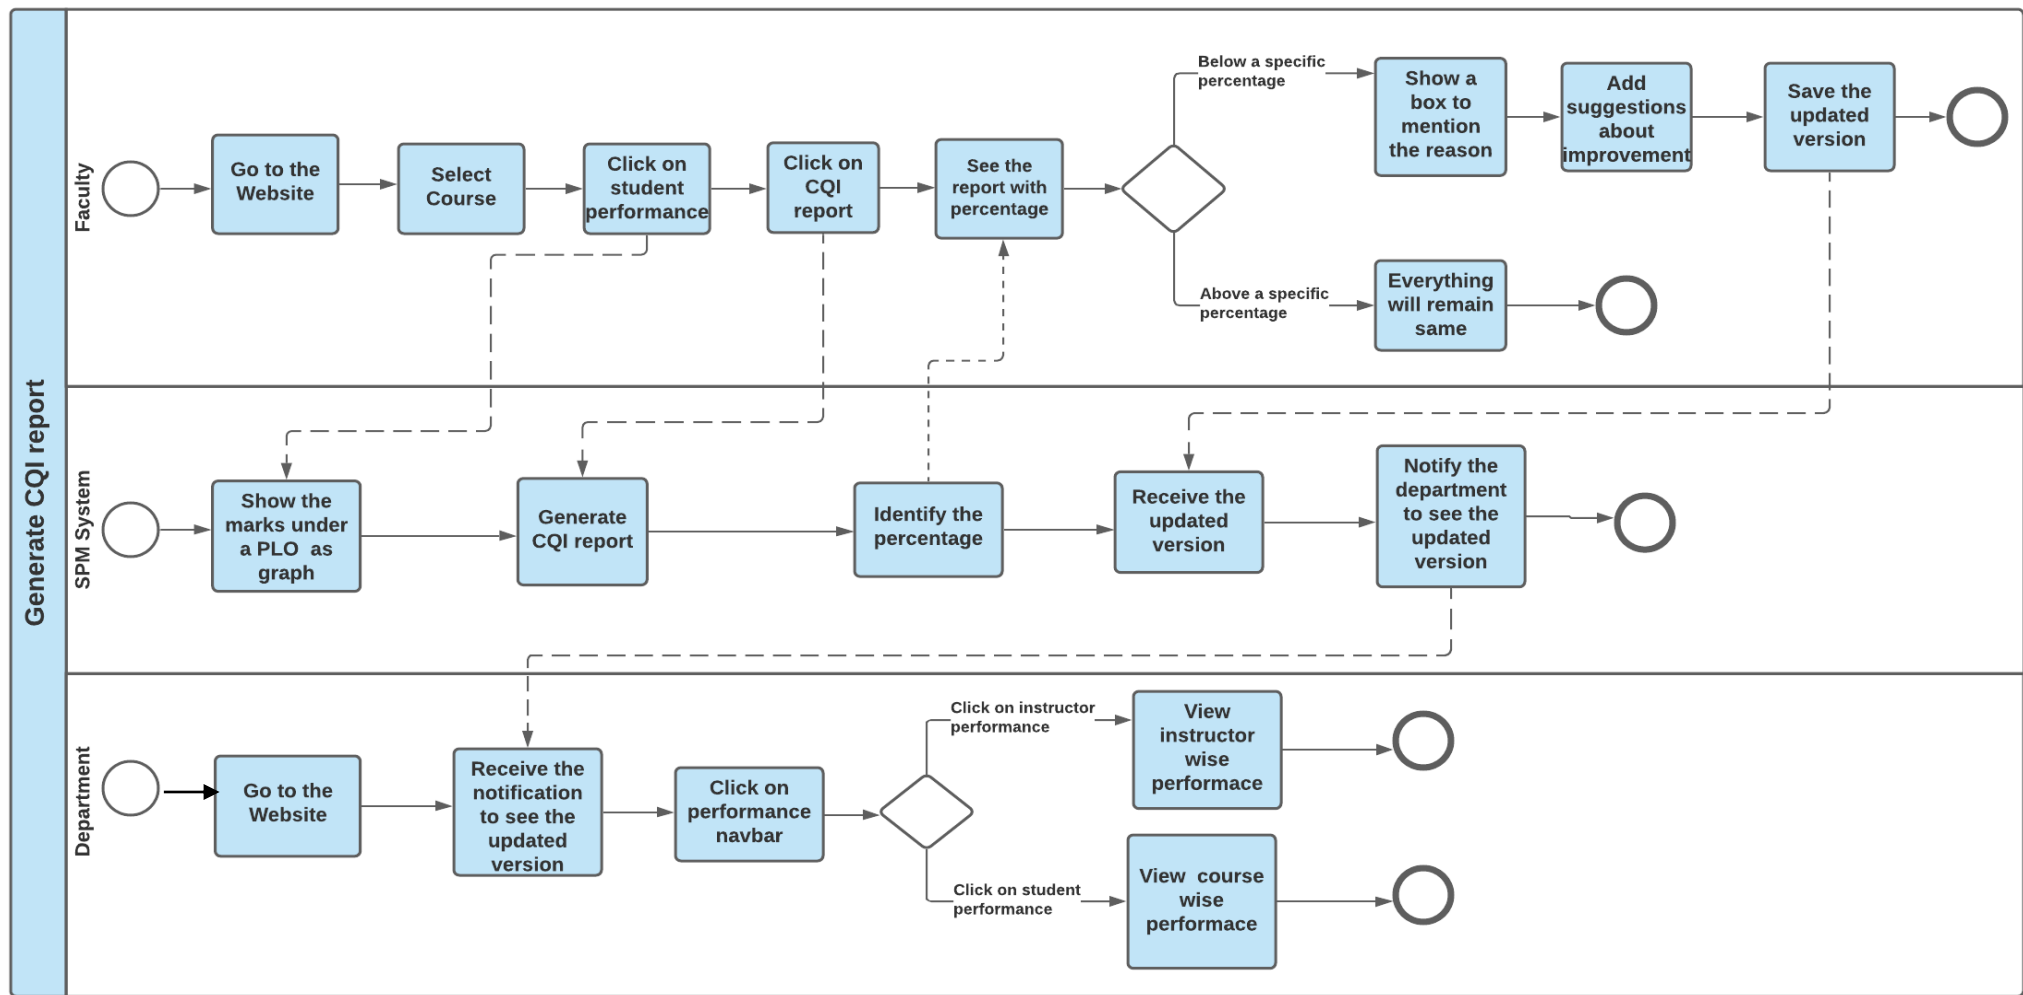 Generate CQI report
Faculty
Go to the
Website
Select
Course
Click on
student
performance
Click on
CQI
report
See the
report with
percentage
Below a specific
percentage
Show a
box to
mention
the reason
Add
suggestions
about
improvement
Save the
updated
version
Above a specific
percentage
Everything
will remain
same
SPM System
Show the
marks under
a PLO as
graph
Generate
CQI report
Identify the
percentage
Receive the
updated
version
Notify the
department
to see the
updated
version
Department
Go to the
Website
Receive the
notification
to see the
updated
version
Click on
performance
navbar
Click on instructor
performance
View
instructor
wise
performace
Click on student
performance
View course
wise
performace